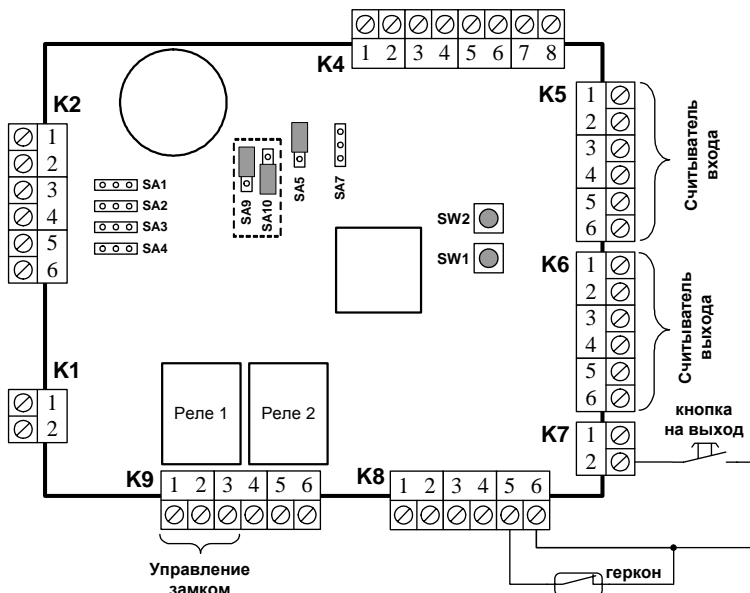 K4
1 2 3 4 5 6 7 8
K2
1
2
3
4
5
6
SA1
SA2
SA3
SA4
SA9
SA10
SA5
SA7
SW2
SW1
K5
1
2
3
4
5
6
Считыватель
входа
K6
1
2
3
4
5
6
Считыватель
выхода
K1
1
2
Реле 1
Реле 2
K7
1
2
кнопка
на выход
K9
1 2 3 4 5 6
K8
1 2 3 4 5 6
Управление
замком
геркон